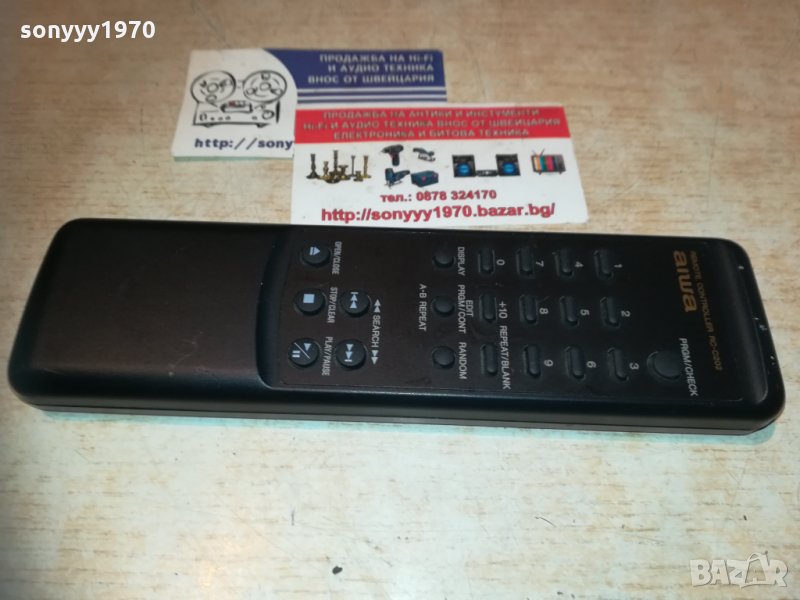 sonyyy1970
ПРОДАЖБА НА Hi-Fi
И АУДИО ТЕХНИКА
ВНОС ОТ ШВЕЙЦАРИЯ
http://sony
ПРОДАЖБА НА АНТИКИ И ИНСТУМЕНТИ
Hi-Fi И АУДИО ТЕХНИКА ВНОС ОТ ШВЕЙЦАРИЯ
ЕЛЕКТРОНИКА И БИТОВА ТЕХНИКА
тел.: 0878 324170
http://sonyyy1970.bazar.bg/
aiwa
REMOTE CONTROLLER
PRGM/CHECK
1 2 3
4 5 6
7 8 9
0 +10 REPEAT/BLANK
DISPLAY EDIT PRGM/CONT RANDOM
A-B REPEAT
◄◄ SEARCH ►►
OPEN/CLOSE STOP/CLEAR PLAY/PAUSE
BAZAR